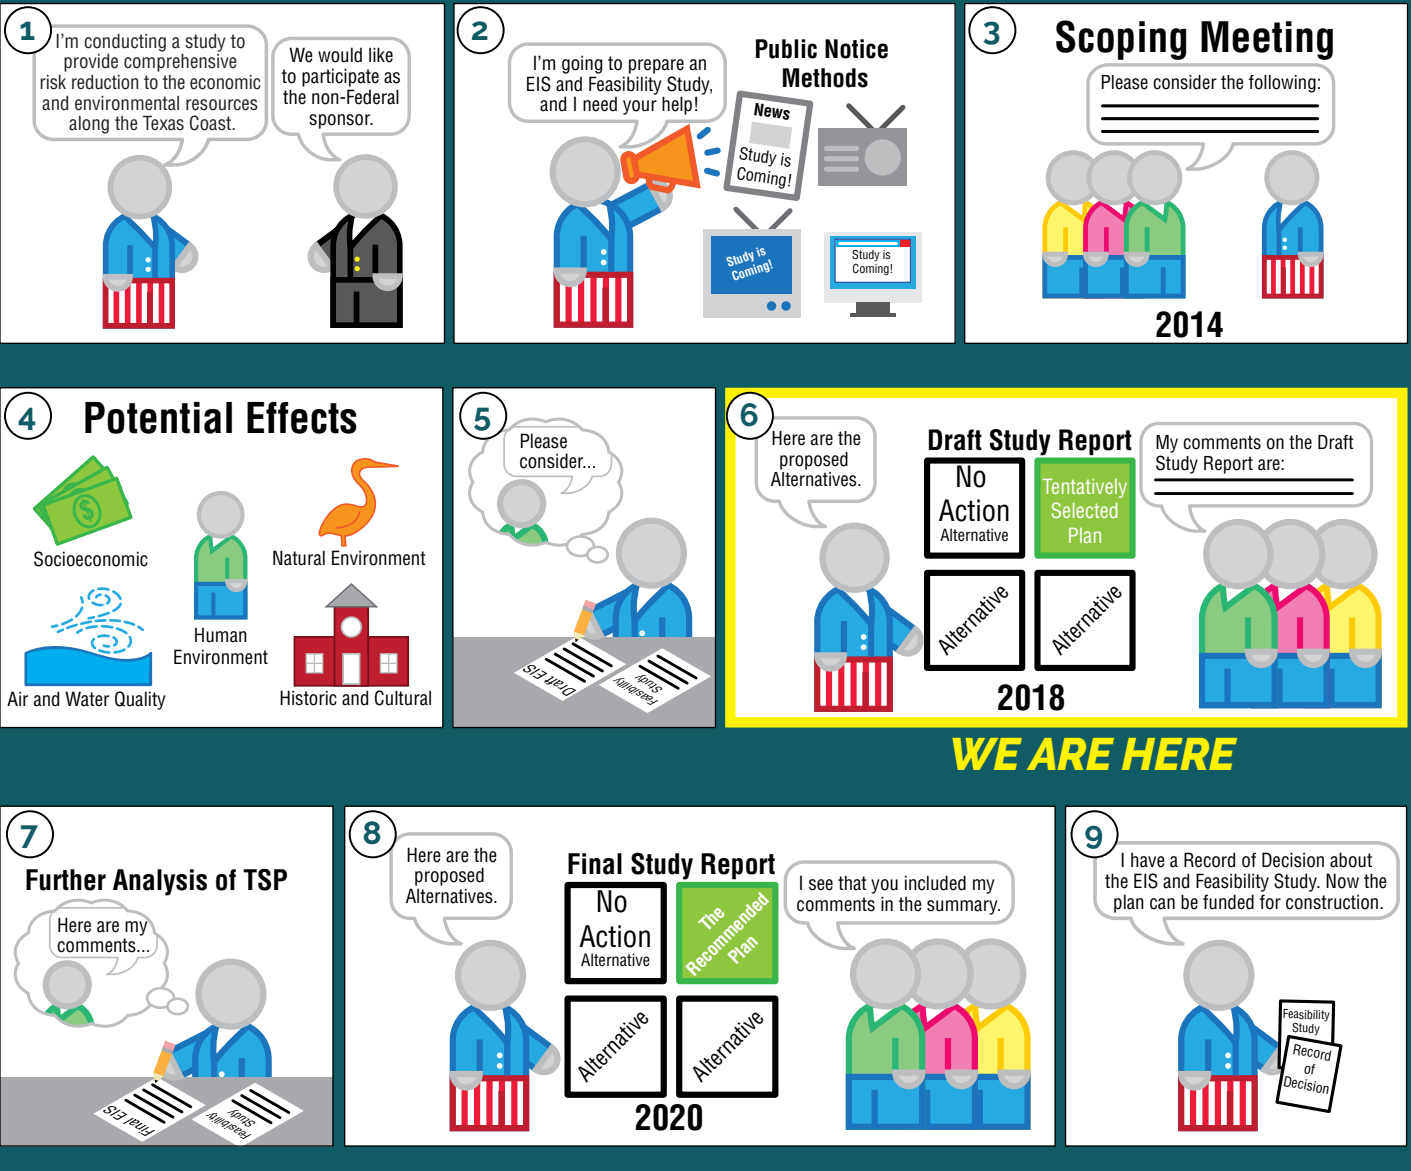 1
I'm conducting a study to
provide comprehensive
risk reduction to the economic
and environmental resources
along the Texas Coast.
We would like
to participate as
the non-Federal
sponsor.
2
I'm going to prepare an
EIS and Feasibility Study,
and I need your help!
Public Notice
Methods
News
Study is
Coming!
Study is
Coming!
Study is
Coming!
3
Scoping Meeting
Please consider the following:
2014
4
Potential Effects
Socioeconomic
Natural Environment
Human
Environment
Air and Water Quality
Historic and Cultural
5
Please
consider...
Draft EIS
Feasibility
Study
6
Here are the
proposed
Alternatives.
Draft Study Report
No
Action
Alternative
Tentatively
Selected
Plan
Alternative
Alternative
2018
My comments on the Draft
Study Report are:
WE ARE HERE
7
Further Analysis of TSP
Here are my
comments...
Final EIS
Feasibility
Study
8
Here are the
proposed
Alternatives.
Final Study Report
No
Action
Alternative
The
Recommended
Plan
Alternative
Alternative
2020
I see that you included my
comments in the summary.
9
I have a Record of Decision about
the EIS and Feasibility Study. Now the
plan can be funded for construction.
Feasibility
Study
Record
of
Decision